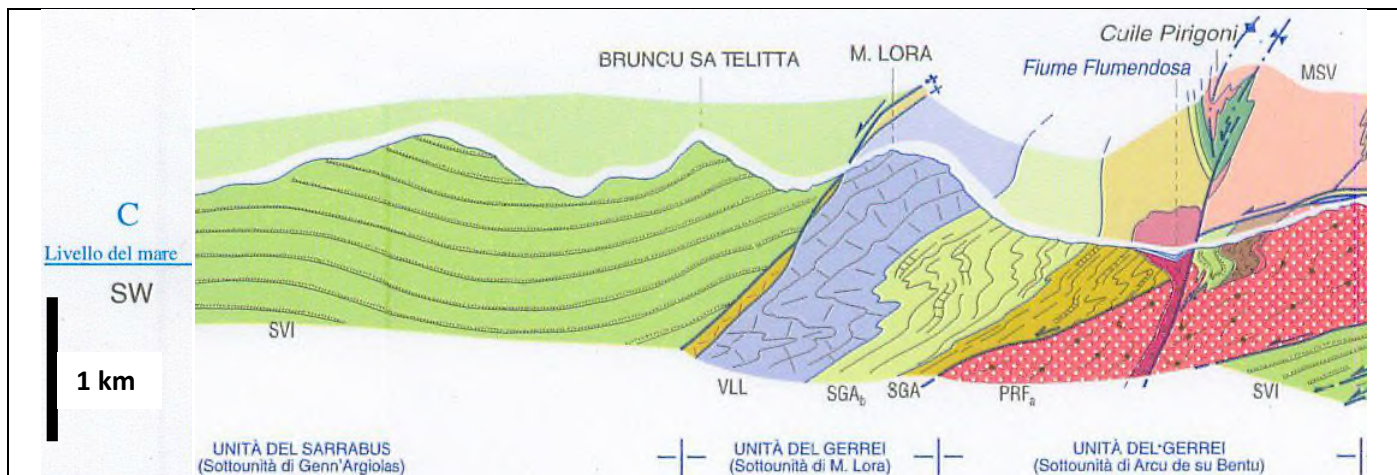 Cuile Pirigoni
BRUNCU SA TELITTA
M. LORA
Fiume Flumendosa
MSV
C
Livello del mare
SW
1 km
SVI
VLL
SGAb
SGA
PRFa
SVI
UNITÀ DEL SARRABUS
(Sottounità di Genn'Argiolas)
UNITÀ DEL GERREI
(Sottounità di M. Lora)
UNITÀ DEL GERREI
(Sottounità di Arcu de su Bentu)